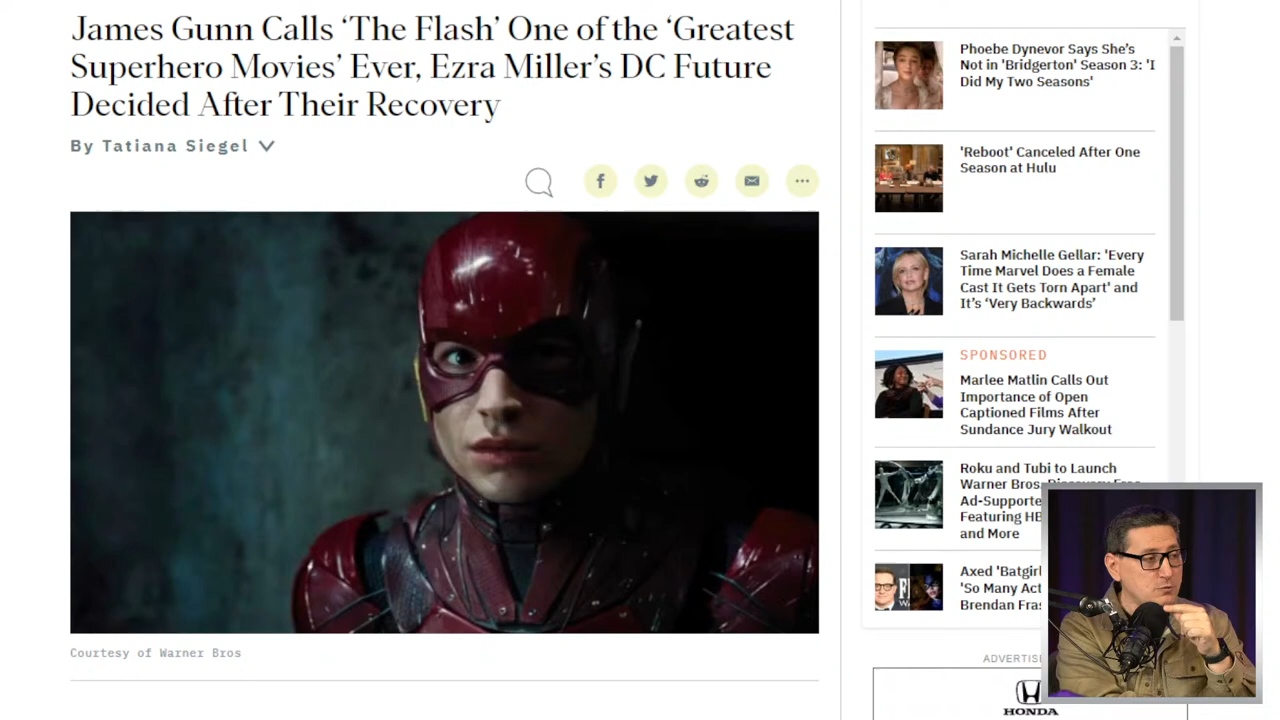 James Gunn Calls ‘The Flash’ One of the ‘Greatest
Superhero Movies’ Ever, Ezra Miller’s DC Future
Decided After Their Recovery
By Tatiana Siegel
Courtesy of Warner Bros
Phoebe Dynevor Says She’s
Not in 'Bridgerton' Season 3: 'I
Did My Two Seasons'
'Reboot' Canceled After One
Season at Hulu
Sarah Michelle Gellar: 'Every
Time Marvel Does a Female
Cast It Gets Torn Apart' and
It’s ‘Very Backwards’
SPONSORED
Marlee Matlin Calls Out
Importance of Open
Captioned Films After
Sundance Jury Walkout
Roku and Tubi to Launch
Warner Bros.
Ad-Supporte
Featuring HB
and More
Axed 'Batgirl
'So Many Act
Brendan Fras
ADVERTIS
HONDA